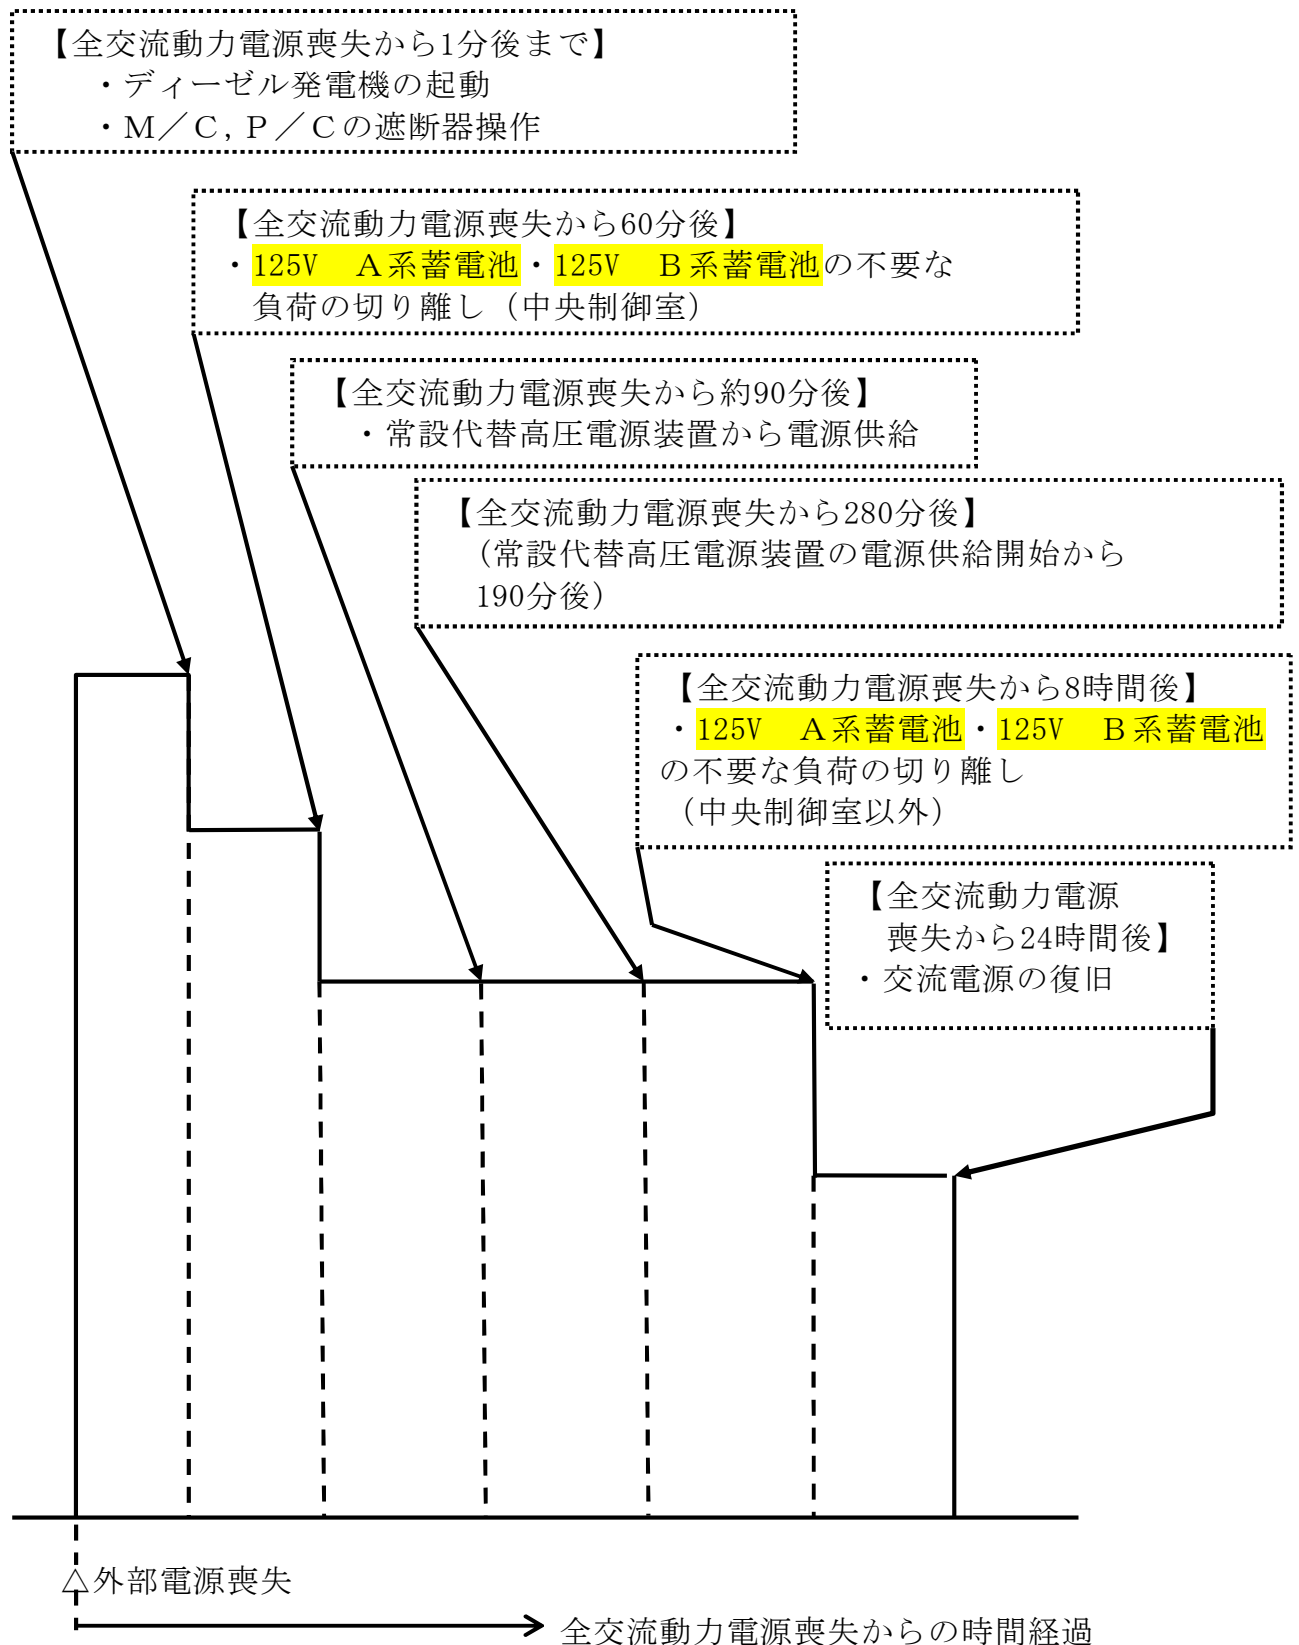 【全交流動力電源喪失から1分後まで】
・ディーゼル発電機の起動
・M／C，P／Cの遮断器操作
【全交流動力電源喪失から60分後】
・125V　A系蓄電池・125V　B系蓄電池の不要な
負荷の切り離し（中央制御室）
【全交流動力電源喪失から約90分後】
・常設代替高圧電源装置から電源供給
【全交流動力電源喪失から280分後】
（常設代替高圧電源装置の電源供給開始から
190分後）
【全交流動力電源喪失から8時間後】
・125V　A系蓄電池・125V　B系蓄電池
の不要な負荷の切り離し
（中央制御室以外）
【全交流動力電源
喪失から24時間後】
・交流電源の復旧
△外部電源喪失
全交流動力電源喪失からの時間経過